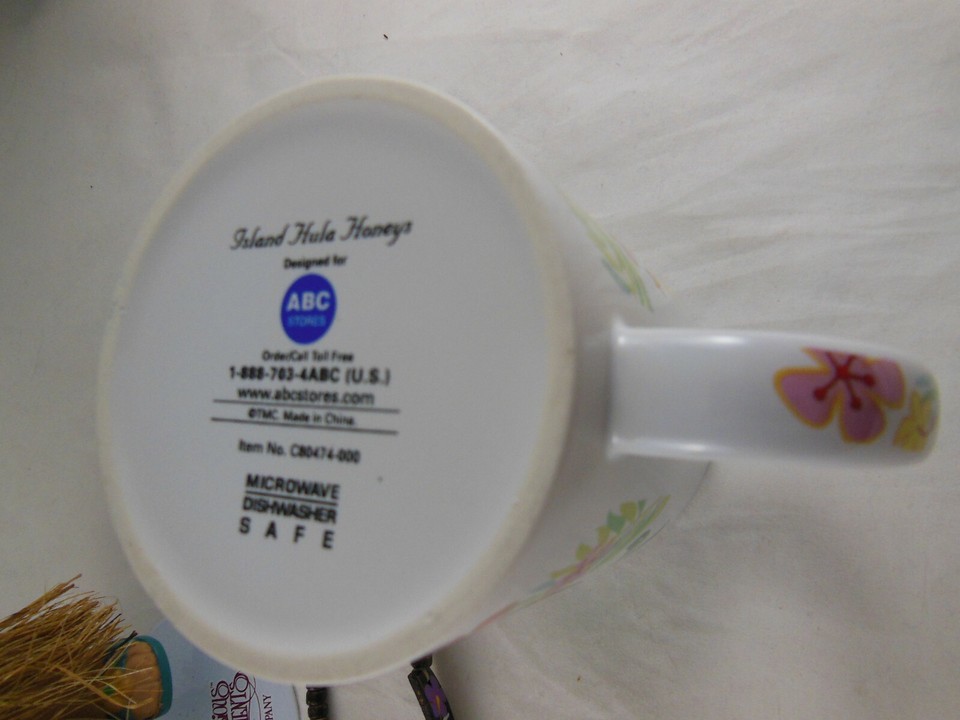 Island Hula Honeys
Designed for
ABC
STORES
Order/Call Toll Free
1-888-703-4ABC (U.S.)
www.abcstores.com
©TMC. Made in China.
Item No. C80474-000
MICROWAVE
DISHWASHER
SAFE